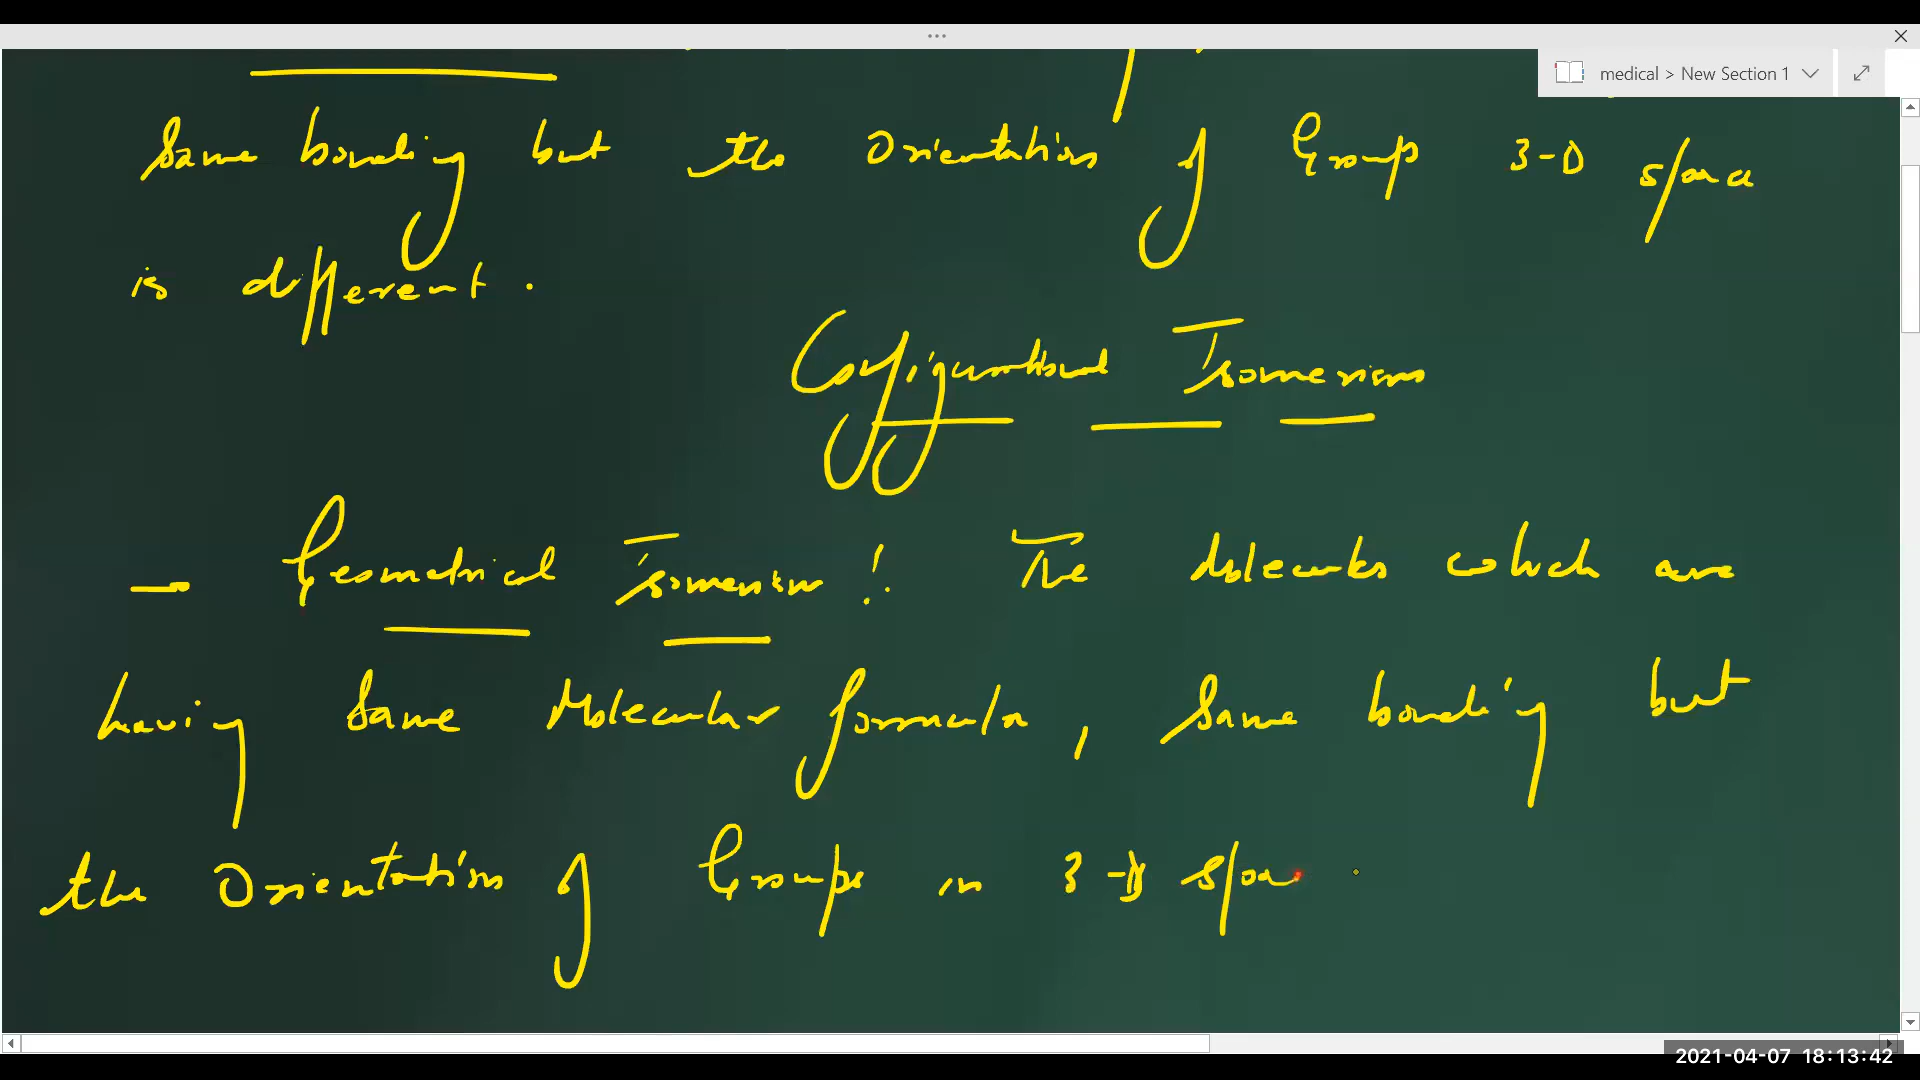 medical > New Section 1
Same bonding but the Orientation of Group 3-D space
is different.
Configurational Isomerism
- Geometrical Isomerism : The Molecules which are
having Same Molecular formula, Same bonding but
the Orientation of Groups in 3-D spa
2021-04-07 18:13:42